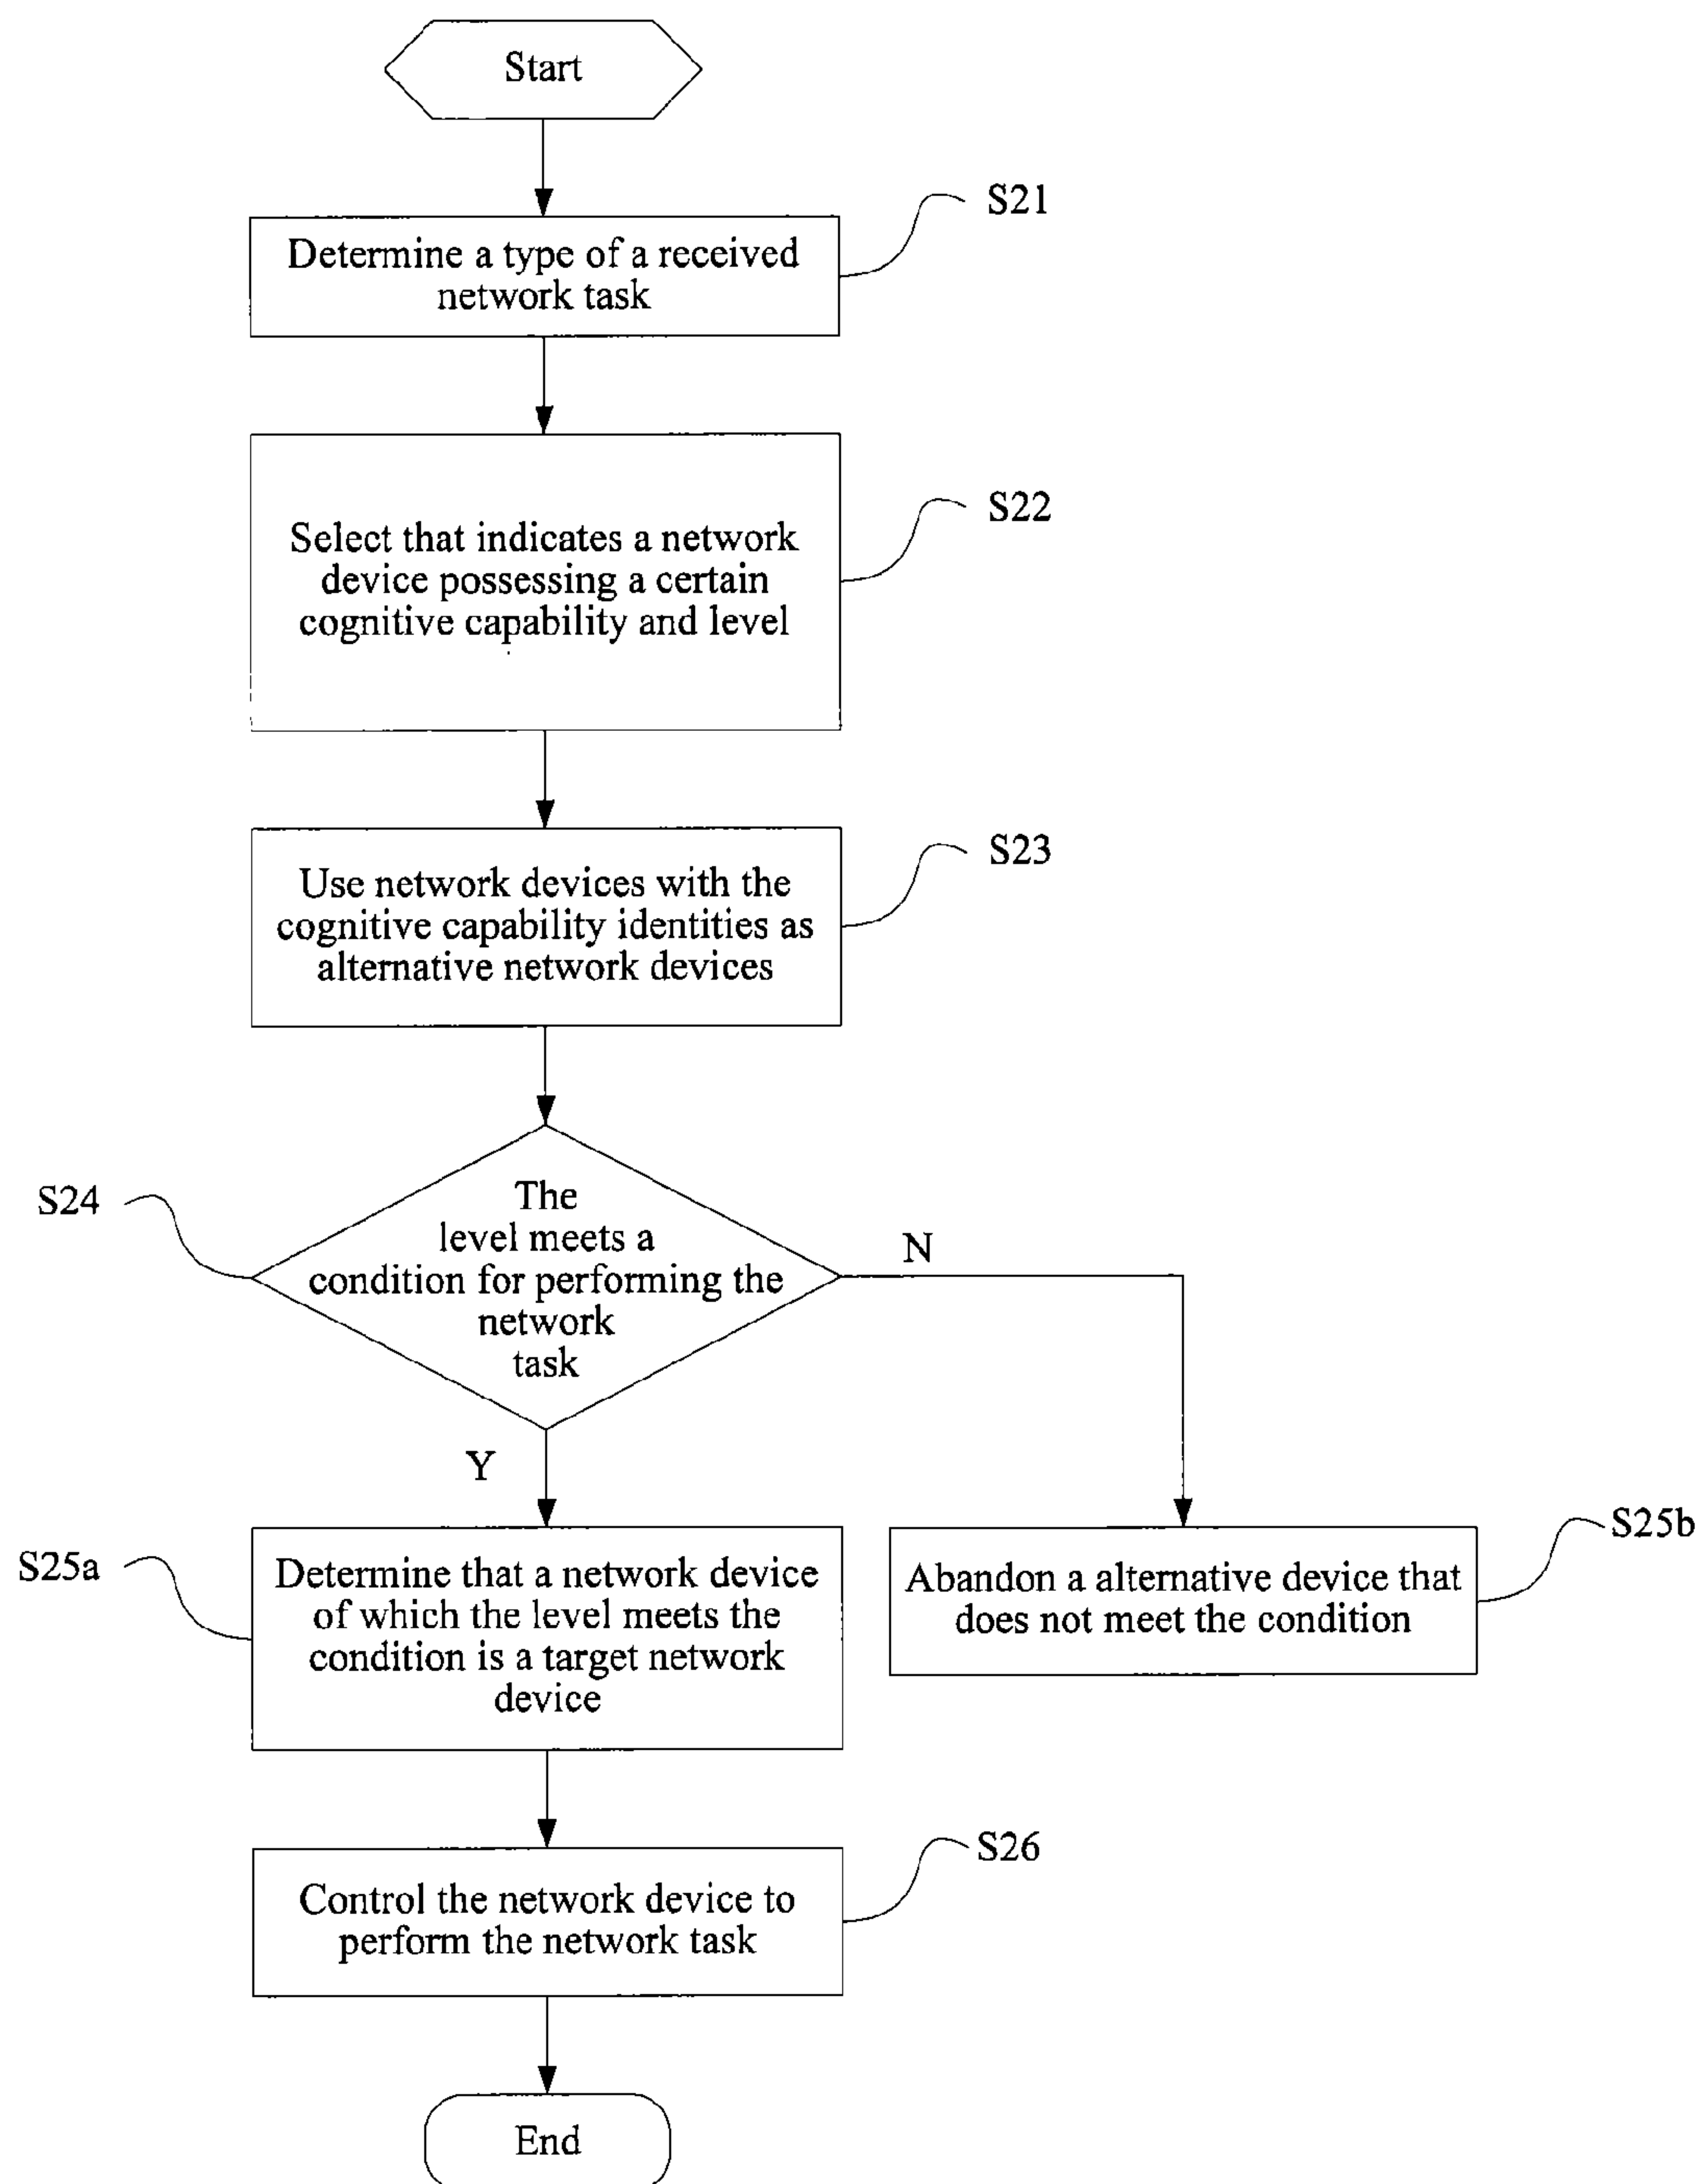 Start
S21
Determine a type of a received
network task
S22
Select that indicates a network
device possessing a certain
cognitive capability and level
S23
Use network devices with the
cognitive capability identities as
alternative network devices
S24
The
level meets a
condition for performing the
network
task
N
Y
S25a
Determine that a network device
of which the level meets the
condition is a target network
device
S25b
Abandon a alternative device that
does not meet the condition
S26
Control the network device to
perform the network task
End